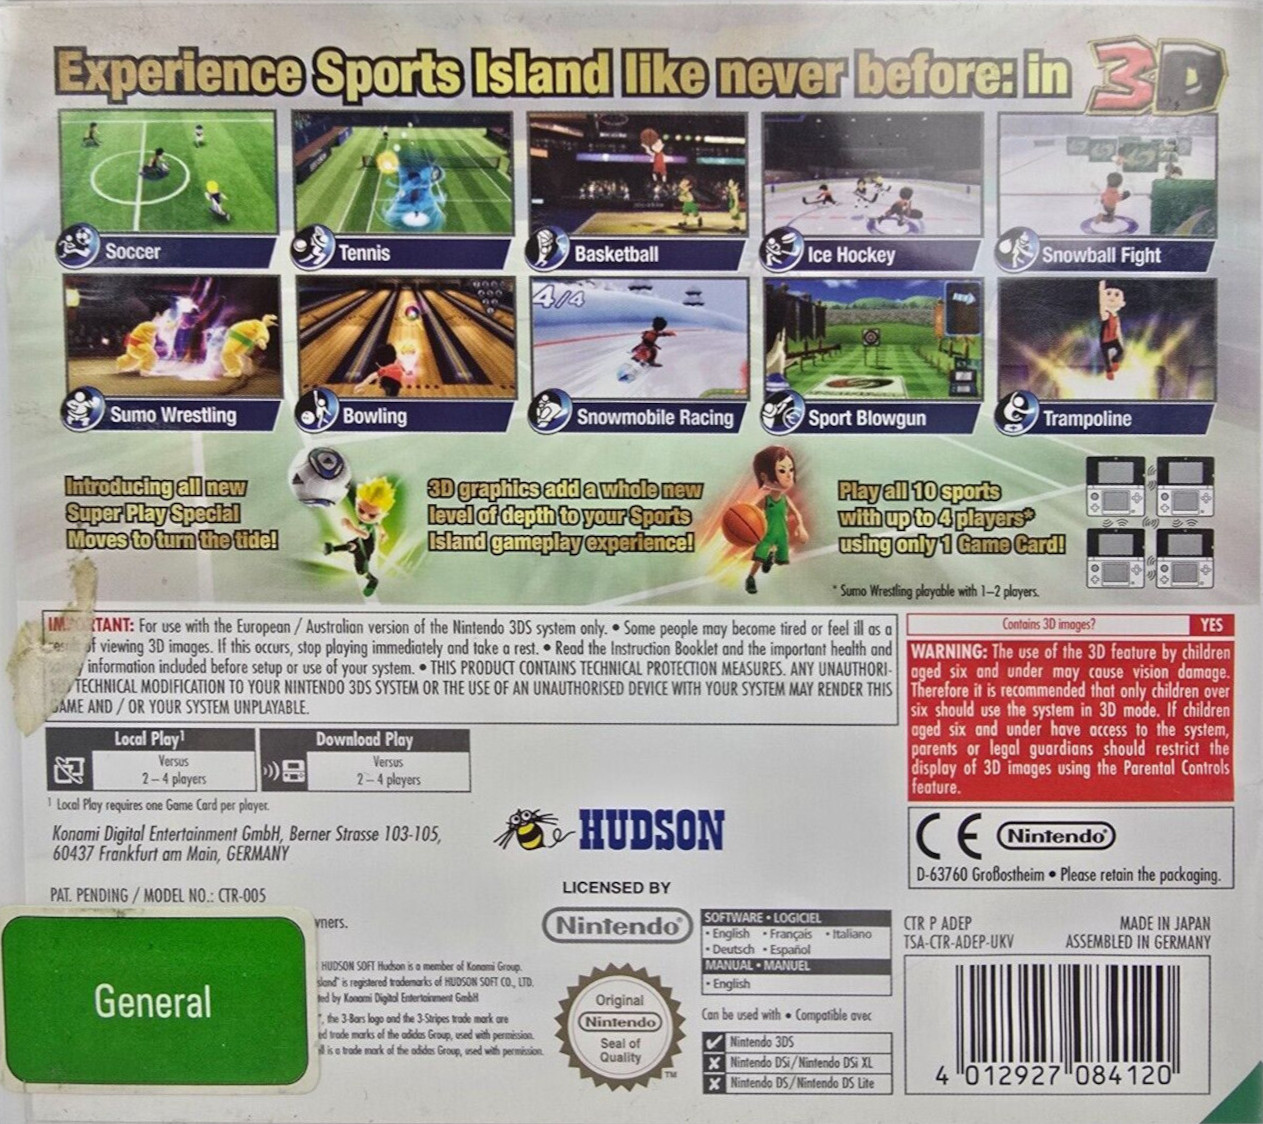 Experience Sports Island like never before: in 3D
Soccer
Tennis
Basketball
Ice Hockey
Snowball Fight
4/4
Sumo Wrestling
Bowling
Snowmobile Racing
Sport Blowgun
Trampoline
Introducing all new
Super Play Special
Moves to turn the tide!
3D graphics add a whole new
level of depth to your Sports
Island gameplay experience!
Play all 10 sports
with up to 4 players*
using only 1 Game Card!
* Sumo Wrestling playable with 1–2 players.
IMPORTANT: For use with the European / Australian version of the Nintendo 3DS system only. • Some people may become tired or feel ill as a
result of viewing 3D images. If this occurs, stop playing immediately and take a rest. • Read the Instruction Booklet and the important health and
safety information included before setup or use of your system. • THIS PRODUCT CONTAINS TECHNICAL PROTECTION MEASURES. ANY UNAUTHORI-
SED TECHNICAL MODIFICATION TO YOUR NINTENDO 3DS SYSTEM OR THE USE OF AN UNAUTHORISED DEVICE WITH YOUR SYSTEM MAY RENDER THIS
GAME AND / OR YOUR SYSTEM UNPLAYABLE.
Contains 3D images? YES
WARNING: The use of the 3D feature by children
aged six and under may cause vision damage.
Therefore it is recommended that only children over
six should use the system in 3D mode. If children
aged six and under have access to the system,
parents or legal guardians should restrict the
display of 3D images using the Parental Controls
feature.
Local Play¹
Versus
2 – 4 players
Download Play
Versus
2 – 4 players
¹ Local Play requires one Game Card per player.
Konami Digital Entertainment GmbH, Berner Strasse 103-105,
60437 Frankfurt am Main, GERMANY
HUDSON
CE Nintendo®
D-63760 Großostheim • Please retain the packaging.
PAT. PENDING / MODEL NO.: CTR-005
LICENSED BY
Nintendo®
wners.
HUDSON SOFT Hudson is a member of Konami Group.
sland" is registered trademarks of HUDSON SOFT CO., LTD.
ted by Konami Digital Entertainment GmbH
", the 3-Bars logo and the 3-Stripes trade mark are
ed trade marks of the adidas Group, used with permission.
ll is a trade mark of the adidas Group, used with permission.
General
Original
Nintendo
Seal of
Quality
TM
SOFTWARE • LOGICIEL
• English • Français • Italiano
• Deutsch • Español
MANUAL • MANUEL
• English
Can be used with • Compatible avec
Nintendo 3DS
Nintendo DSi/Nintendo DSi XL
Nintendo DS/Nintendo DS Lite
CTR P ADEP
TSA-CTR-ADEP-UKV
MADE IN JAPAN
ASSEMBLED IN GERMANY
4 012927 084120